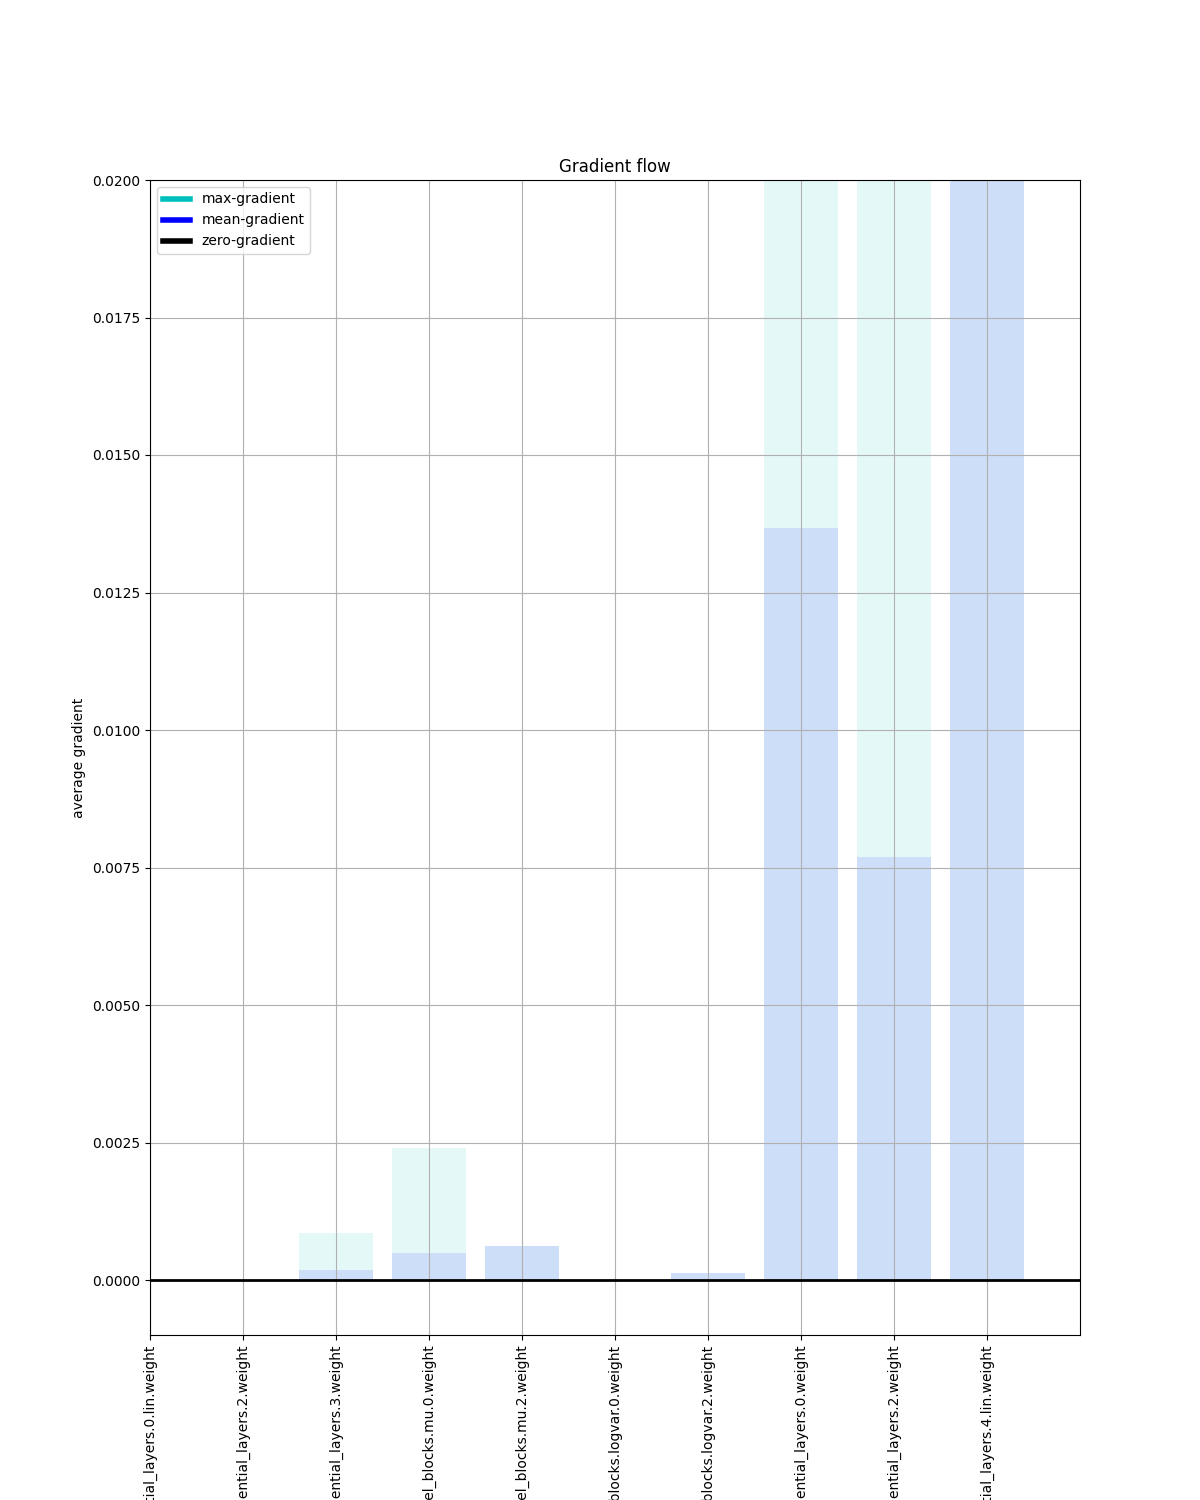 Gradient flow
max-gradient
mean-gradient
zero-gradient
0.0200
0.0175
0.0150
0.0125
0.0100
0.0075
0.0050
0.0025
0.0000
average gradient
tial_layers.0.lin.weight
ential_layers.2.weight
ential_layers.3.weight
el_blocks.mu.0.weight
el_blocks.mu.2.weight
blocks.logvar.0.weight
blocks.logvar.2.weight
ential_layers.0.weight
ential_layers.2.weight
tial_layers.4.lin.weight